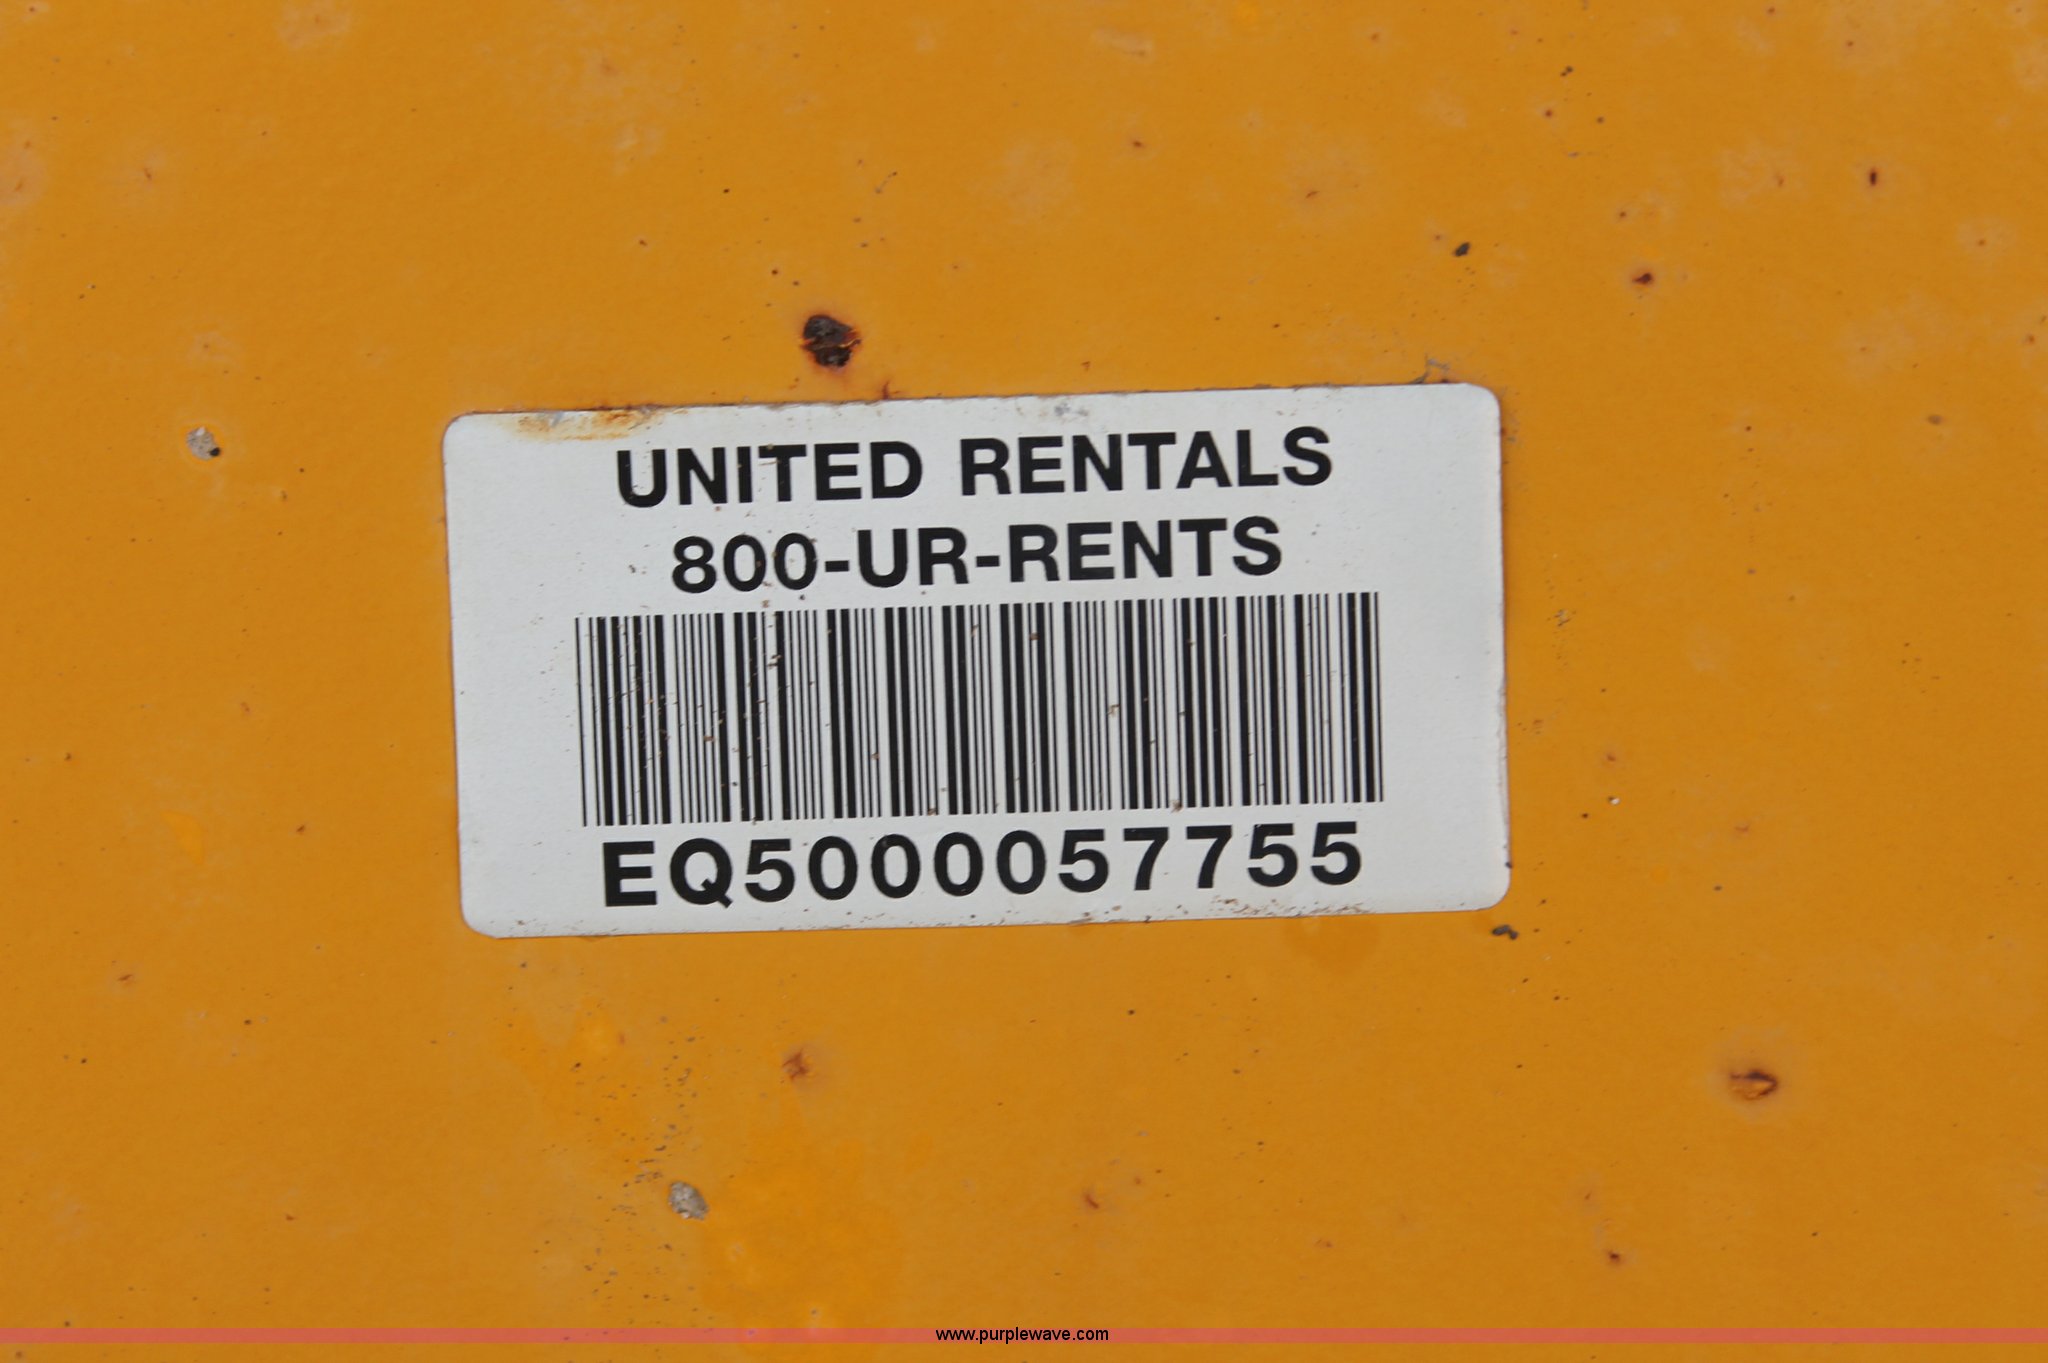 UNITED RENTALS
800-UR-RENTS
EQ5000057755
www.purplewave.com